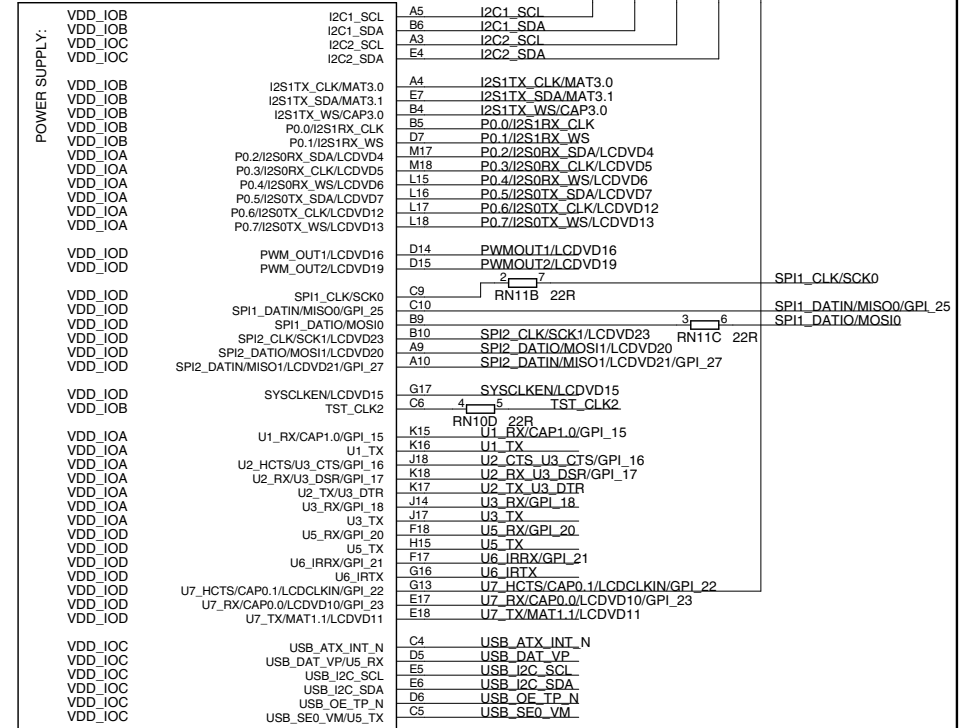 POWER SUPPLY:
VDD_IOB I2C1_SCL A5 I2C1_SCL
VDD_IOB I2C1_SDA B6 I2C1_SDA
VDD_IOC I2C2_SCL A3 I2C2_SCL
VDD_IOC I2C2_SDA E4 I2C2_SDA
VDD_IOB I2S1TX_CLK/MAT3.0 A4 I2S1TX_CLK/MAT3.0
VDD_IOB I2S1TX_SDA/MAT3.1 E7 I2S1TX_SDA/MAT3.1
VDD_IOB I2S1TX_WS/CAP3.0 B4 I2S1TX_WS/CAP3.0
VDD_IOB P0.0/I2S1RX_CLK B5 P0.0/I2S1RX_CLK
VDD_IOB P0.1/I2S1RX_WS D7 P0.1/I2S1RX_WS
VDD_IOA P0.2/I2S0RX_SDA/LCDVD4 M17 P0.2/I2S0RX_SDA/LCDVD4
VDD_IOA P0.3/I2S0RX_CLK/LCDVD5 M18 P0.3/I2S0RX_CLK/LCDVD5
VDD_IOA P0.4/I2S0RX_WS/LCDVD6 L15 P0.4/I2S0RX_WS/LCDVD6
VDD_IOA P0.5/I2S0TX_SDA/LCDVD7 L16 P0.5/I2S0TX_SDA/LCDVD7
VDD_IOA P0.6/I2S0TX_CLK/LCDVD12 L17 P0.6/I2S0TX_CLK/LCDVD12
VDD_IOA P0.7/I2S0TX_WS/LCDVD13 L18 P0.7/I2S0TX_WS/LCDVD13
VDD_IOD PWM_OUT1/LCDVD16 D14 PWMOUT1/LCDVD16
VDD_IOD PWM_OUT2/LCDVD19 D15 PWMOUT2/LCDVD19
2 7 SPI1_CLK/SCK0
VDD_IOD SPI1_CLK/SCK0 C9 RN11B 22R
VDD_IOD SPI1_DATIN/MISO0/GPI_25 C10 SPI1_DATIN/MISO0/GPI_25
VDD_IOD SPI1_DATIO/MOSI0 B9 3 6 SPI1_DATIO/MOSI0
VDD_IOD SPI2_CLK/SCK1/LCDVD23 B10 SPI2_CLK/SCK1/LCDVD23 RN11C 22R
VDD_IOD SPI2_DATIO/MOSI1/LCDVD20 A9 SPI2_DATIO/MOSI1/LCDVD20
VDD_IOD SPI2_DATIN/MISO1/LCDVD21/GPI_27 A10 SPI2_DATIN/MISO1/LCDVD21/GPI_27
VDD_IOD SYSCLKEN/LCDVD15 G17 SYSCLKEN/LCDVD15
VDD_IOB TST_CLK2 C6 4 5 TST_CLK2
RN10D 22R
VDD_IOA U1_RX/CAP1.0/GPI_15 K15 U1_RX/CAP1.0/GPI_15
VDD_IOA U1_TX K16 U1_TX
VDD_IOA U2_HCTS/U3_CTS/GPI_16 J18 U2_CTS_U3_CTS/GPI_16
VDD_IOA U2_RX/U3_DSR/GPI_17 K18 U2_RX_U3_DSR/GPI_17
VDD_IOA U2_TX/U3_DTR K17 U2_TX_U3_DTR
VDD_IOA U3_RX/GPI_18 J14 U3_RX/GPI_18
VDD_IOA U3_TX J17 U3_TX
VDD_IOD U5_RX/GPI_20 F18 U5_RX/GPI_20
VDD_IOD U5_TX H15 U5_TX
VDD_IOD U6_IRRX/GPI_21 F17 U6_IRRX/GPI_21
VDD_IOD U6_IRTX G16 U6_IRTX
VDD_IOD U7_HCTS/CAP0.1/LCDCLKIN/GPI_22 G13 U7_HCTS/CAP0.1/LCDCLKIN/GPI_22
VDD_IOD U7_RX/CAP0.0/LCDVD10/GPI_23 E17 U7_RX/CAP0.0/LCDVD10/GPI_23
VDD_IOD U7_TX/MAT1.1/LCDVD11 E18 U7_TX/MAT1.1/LCDVD11
VDD_IOC USB_ATX_INT_N C4 USB_ATX_INT_N
VDD_IOC USB_DAT_VP/U5_RX D5 USB_DAT_VP
VDD_IOC USB_I2C_SCL E5 USB_I2C_SCL
VDD_IOC USB_I2C_SDA E6 USB_I2C_SDA
VDD_IOC USB_OE_TP_N D6 USB_OE_TP_N
VDD_IOC USB_SE0_VM/U5_TX C5 USB_SE0_VM